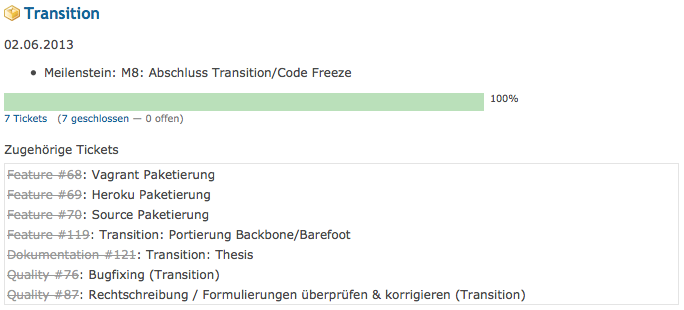 Transition
02.06.2013
Meilenstein: M8: Abschluss Transition/Code Freeze
100%
7 Tickets (7 geschlossen — 0 offen)
Zugehörige Tickets
Feature #68: Vagrant Paketierung
Feature #69: Heroku Paketierung
Feature #70: Source Paketierung
Feature #119: Transition: Portierung Backbone/Barefoot
Dokumentation #121: Transition: Thesis
Quality #76: Bugfixing (Transition)
Quality #87: Rechtschreibung / Formulierungen überprüfen & korrigieren (Transition)